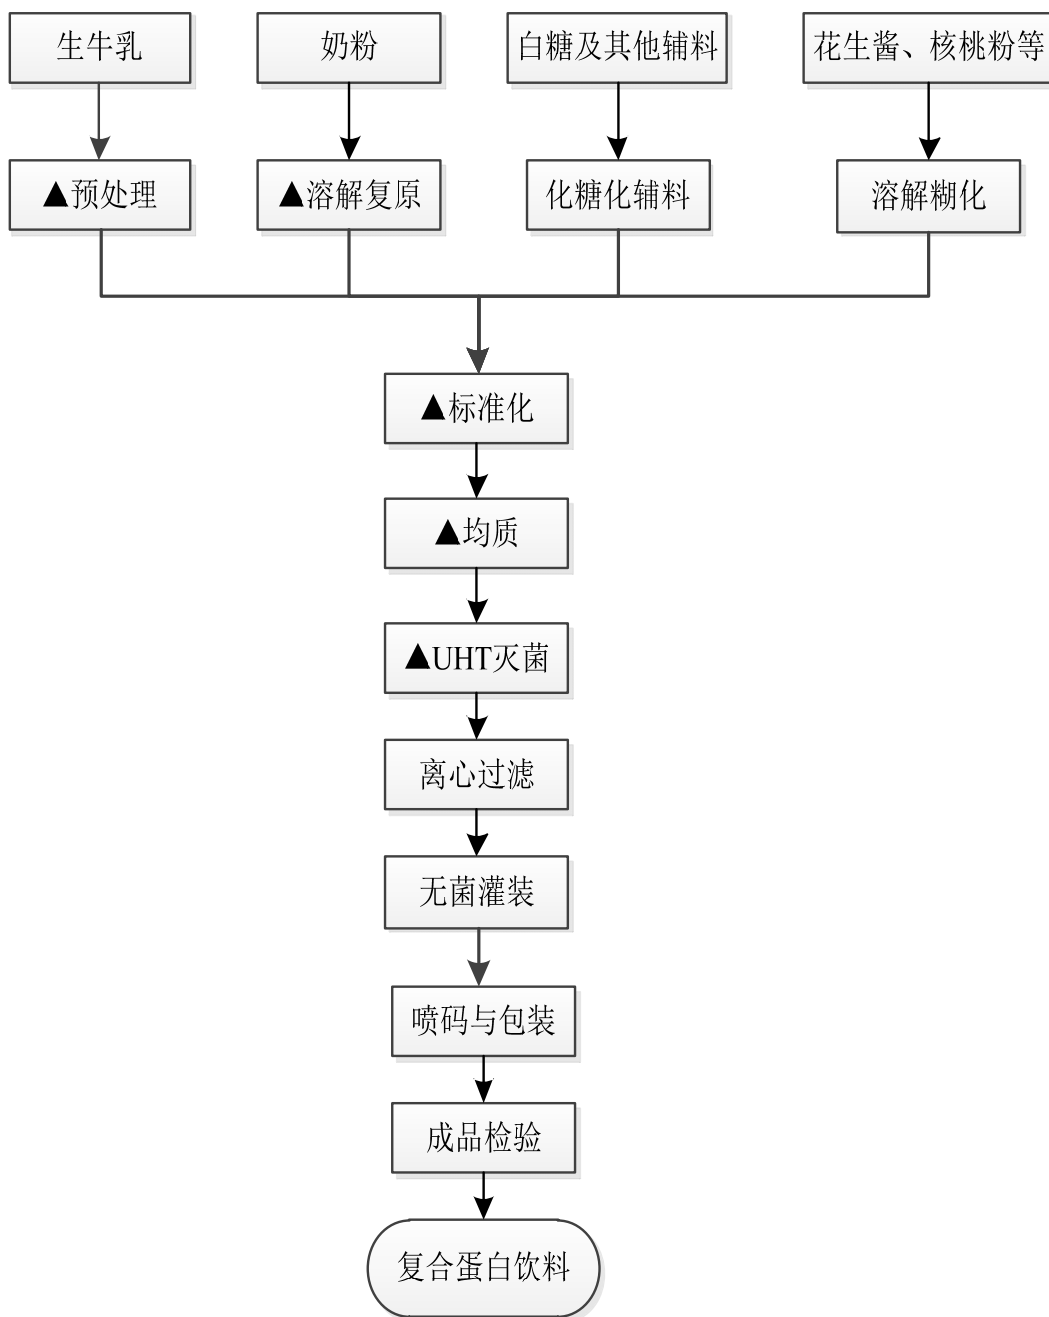 生牛乳
奶粉
白糖及其他辅料
花生酱、核桃粉等
▲预处理
▲溶解复原
化糖化辅料
溶解糊化
▲标准化
▲均质
▲UHT灭菌
离心过滤
无菌灌装
喷码与包装
成品检验
复合蛋白饮料